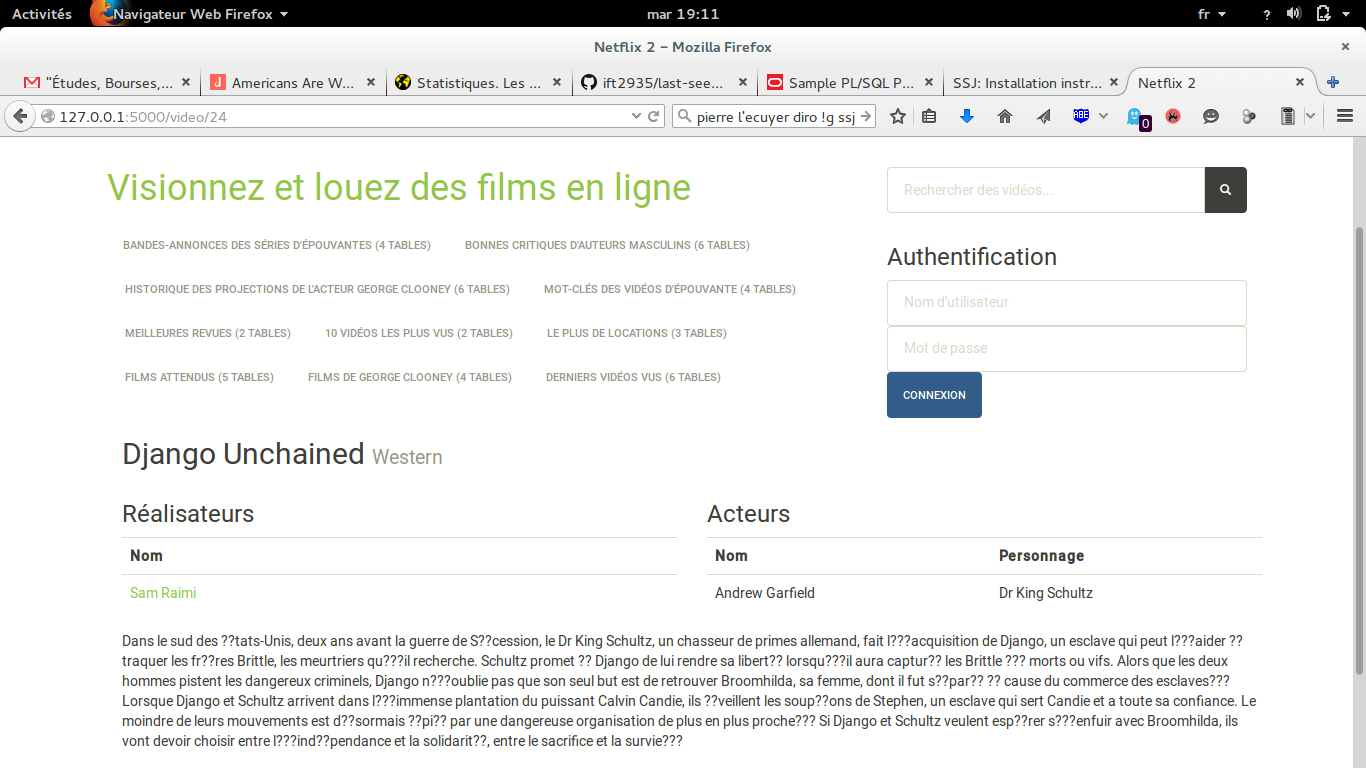 Activités Navigateur Web Firefox mar 19:11 fr ?
Netflix 2 – Mozilla Firefox
"Études, Bourses,... Americans Are W... Statistiques. Les ... ift2935/last-see... Sample PL/SQL P... SSJ: Installation instr... Netflix 2
127.0.0.1:5000/video/24 pierre l'ecuyer diro !g ssj ABE 0
Visionnez et louez des films en ligne
Rechercher des vidéos...
BANDES-ANNONCES DES SÉRIES D'ÉPOUVANTES (4 TABLES) BONNES CRITIQUES D'AUTEURS MASCULINS (6 TABLES)
HISTORIQUE DES PROJECTIONS DE L'ACTEUR GEORGE CLOONEY (6 TABLES) MOT-CLÉS DES VIDÉOS D'ÉPOUVANTE (4 TABLES)
MEILLEURES REVUES (2 TABLES) 10 VIDÉOS LES PLUS VUS (2 TABLES) LE PLUS DE LOCATIONS (3 TABLES)
FILMS ATTENDUS (5 TABLES) FILMS DE GEORGE CLOONEY (4 TABLES) DERNIERS VIDÉOS VUS (6 TABLES)
Authentification
Nom d'utilisateur
Mot de passe
CONNEXION
Django Unchained Western
Réalisateurs
Nom
Sam Raimi
Acteurs
Nom Personnage
Andrew Garfield Dr King Schultz
Dans le sud des ??tats-Unis, deux ans avant la guerre de S??cession, le Dr King Schultz, un chasseur de primes allemand, fait l???acquisition de Django, un esclave qui peut l???aider ??
traquer les fr??res Brittle, les meurtriers qu???il recherche. Schultz promet ?? Django de lui rendre sa libert?? lorsqu???il aura captur?? les Brittle ??? morts ou vifs. Alors que les deux
hommes pistent les dangereux criminels, Django n???oublie pas que son seul but est de retrouver Broomhilda, sa femme, dont il fut s??par?? ?? cause du commerce des esclaves???
Lorsque Django et Schultz arrivent dans l???immense plantation du puissant Calvin Candie, ils ??veillent les soup??ons de Stephen, un esclave qui sert Candie et a toute sa confiance. Le
moindre de leurs mouvements est d??sormais ??pi?? par une dangereuse organisation de plus en plus proche??? Si Django et Schultz veulent esp??rer s???enfuir avec Broomhilda, ils
vont devoir choisir entre l???ind??pendance et la solidarit??, entre le sacrifice et la survie???